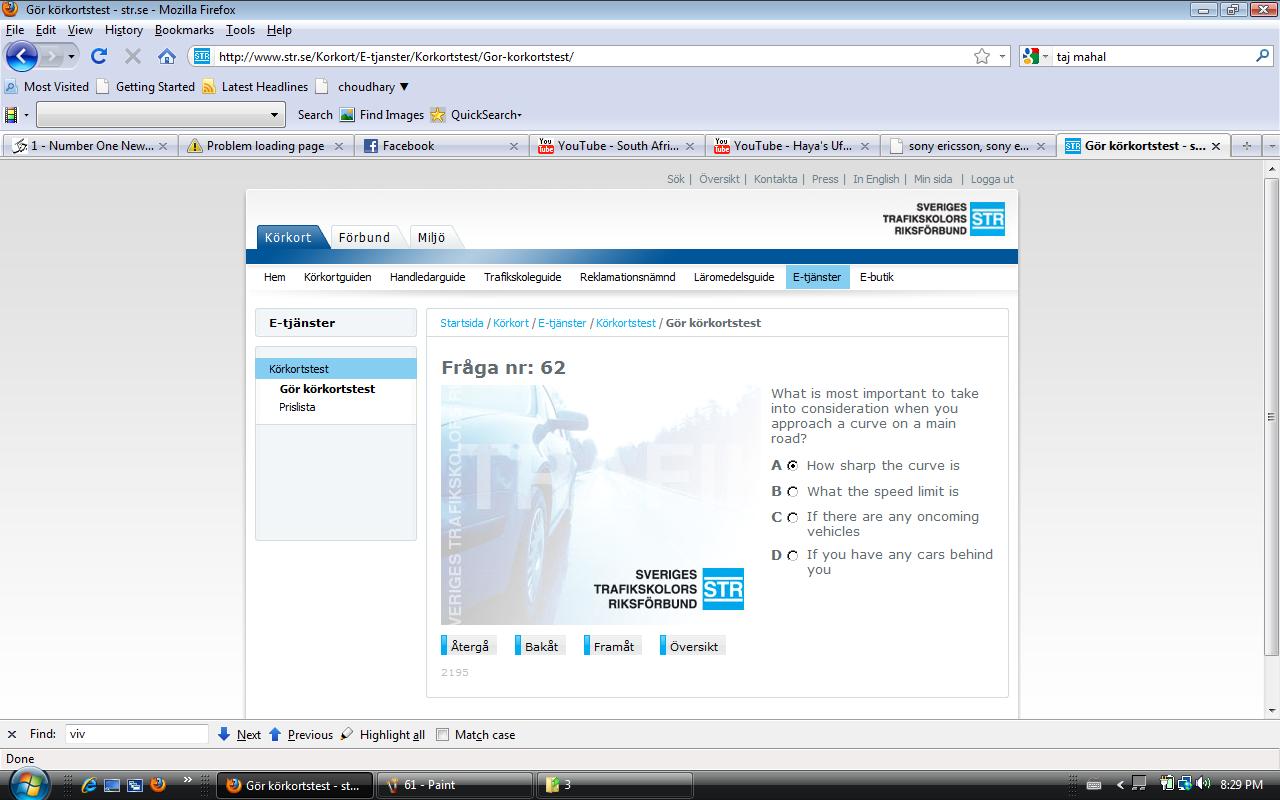 Gör körkortstest - str.se - Mozilla Firefox
File Edit View History Bookmarks Tools Help
http://www.str.se/Korkort/E-tjanster/Korkortstest/Gor-korkortstest/ taj mahal
Most Visited Getting Started Latest Headlines choudhary ▼
Search Find Images QuickSearch
1 - Number One New... Problem loading page Facebook YouTube - South Afri... YouTube - Haya's Uf... sony ericsson, sony e... Gör körkortstest - s...
Sök | Översikt | Kontakta | Press | In English | Min sida | Logga ut
SVERIGES
TRAFIKSKOLORS STR
RIKSFÖRBUND
Körkort Förbund Miljö
Hem Körkortguiden Handledarguide Trafikskoleguide Reklamationsnämnd Läromedelsguide E-tjänster E-butik
E-tjänster
Startsida / Körkort / E-tjänster / Körkortstest / Gör körkortstest
Körkortstest
Gör körkortstest
Prislista
Fråga nr: 62
What is most important to take
into consideration when you
approach a curve on a main
road?
A How sharp the curve is
B What the speed limit is
C If there are any oncoming
vehicles
D If you have any cars behind
you
SVERIGES
TRAFIKSKOLORS STR
RIKSFÖRBUND
Återgå Bakåt Framåt Översikt
2195
Find: viv Next Previous Highlight all Match case
Done
Gör körkortstest - st... 61 - Paint 3 8:29 PM